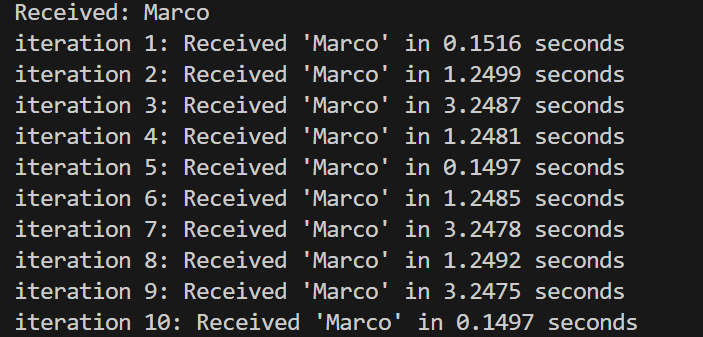 Received: Marco
iteration 1: Received 'Marco' in 0.1516 seconds
iteration 2: Received 'Marco' in 1.2499 seconds
iteration 3: Received 'Marco' in 3.2487 seconds
iteration 4: Received 'Marco' in 1.2481 seconds
iteration 5: Received 'Marco' in 0.1497 seconds
iteration 6: Received 'Marco' in 1.2485 seconds
iteration 7: Received 'Marco' in 3.2478 seconds
iteration 8: Received 'Marco' in 1.2492 seconds
iteration 9: Received 'Marco' in 3.2475 seconds
iteration 10: Received 'Marco' in 0.1497 seconds